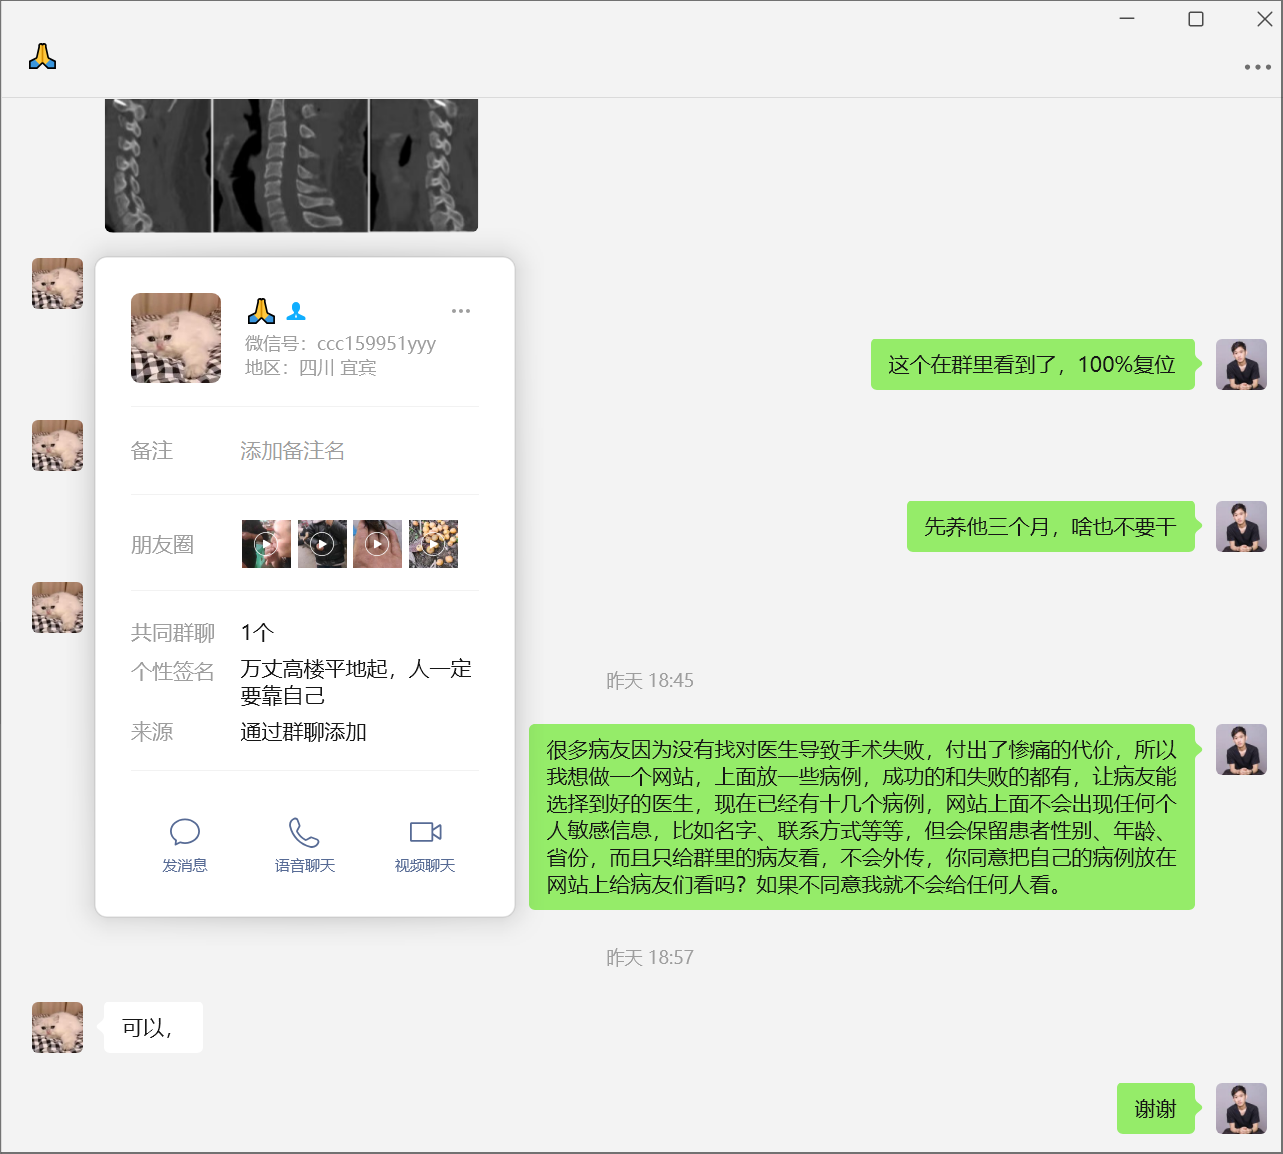 🙏
微信号：ccc159951yyy
地区：四川 宜宾
备注 添加备注名
朋友圈
共同群聊 1个
个性签名 万丈高楼平地起，人一定
要靠自己
来源 通过群聊添加
发消息 语音聊天 视频聊天
这个在群里看到了，100%复位
先养他三个月，啥也不要干
昨天 18:45
很多病友因为没有找对医生导致手术失败，付出了惨痛的代价，所以
我想做一个网站，上面放一些病例，成功的和失败的都有，让病友能
选择到好的医生，现在已经有十几个病例，网站上面不会出现任何个
人敏感信息，比如名字、联系方式等等，但会保留患者性别、年龄、
省份，而且只给群里的病友看，不会外传，你同意把自己的病例放在
网站上给病友们看吗？如果不同意我就不会给任何人看。
昨天 18:57
可以，
谢谢